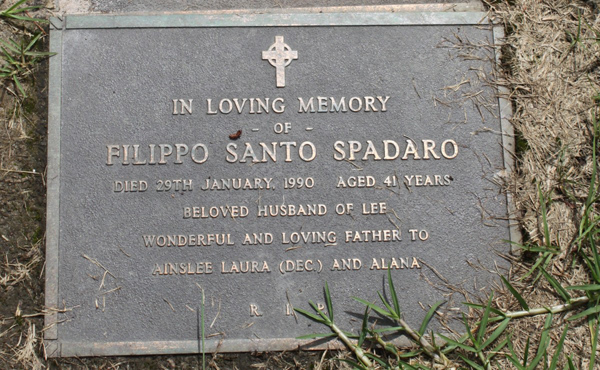 IN LOVING MEMORY
- OF -
FILIPPO SANTO SPADARO
DIED 29TH JANUARY, 1990 AGED 41 YEARS
BELOVED HUSBAND OF LEE
WONDERFUL AND LOVING FATHER TO
AINSLEE LAURA (DEC) AND ALANA
R. I. P.